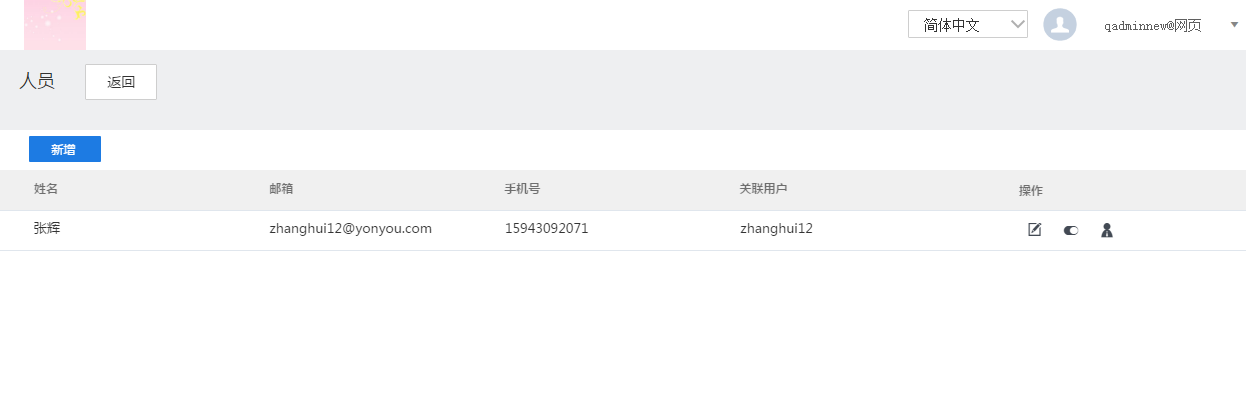 简体中文
qadminnew@网页
人员
返回
新增
姓名 邮箱 手机号 关联用户 操作
张辉 zhanghui12@yonyou.com 15943092071 zhanghui12